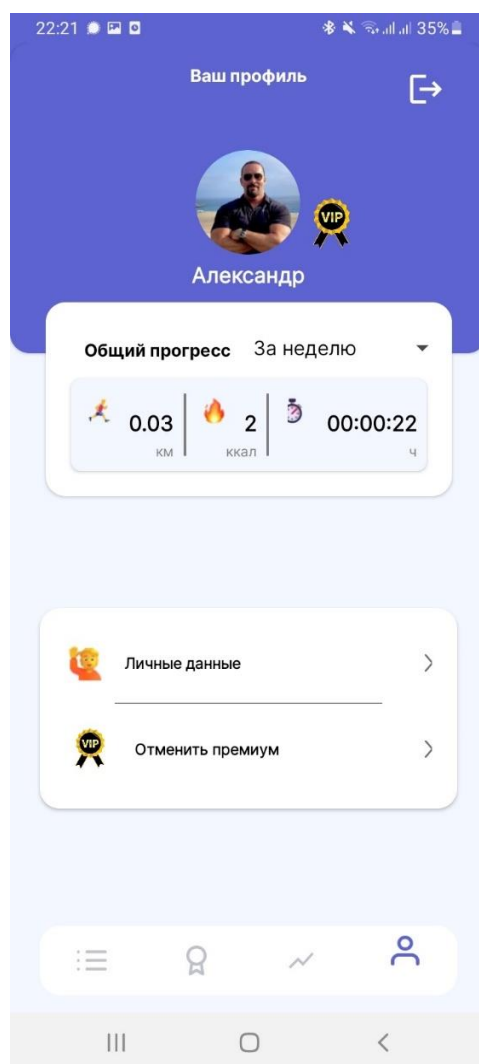 22:21 35%
Ваш профиль
VIP
Александр
Общий прогресс За неделю
0.03 2 00:00:22
км ккал ч
Личные данные
VIP Отменить премиум